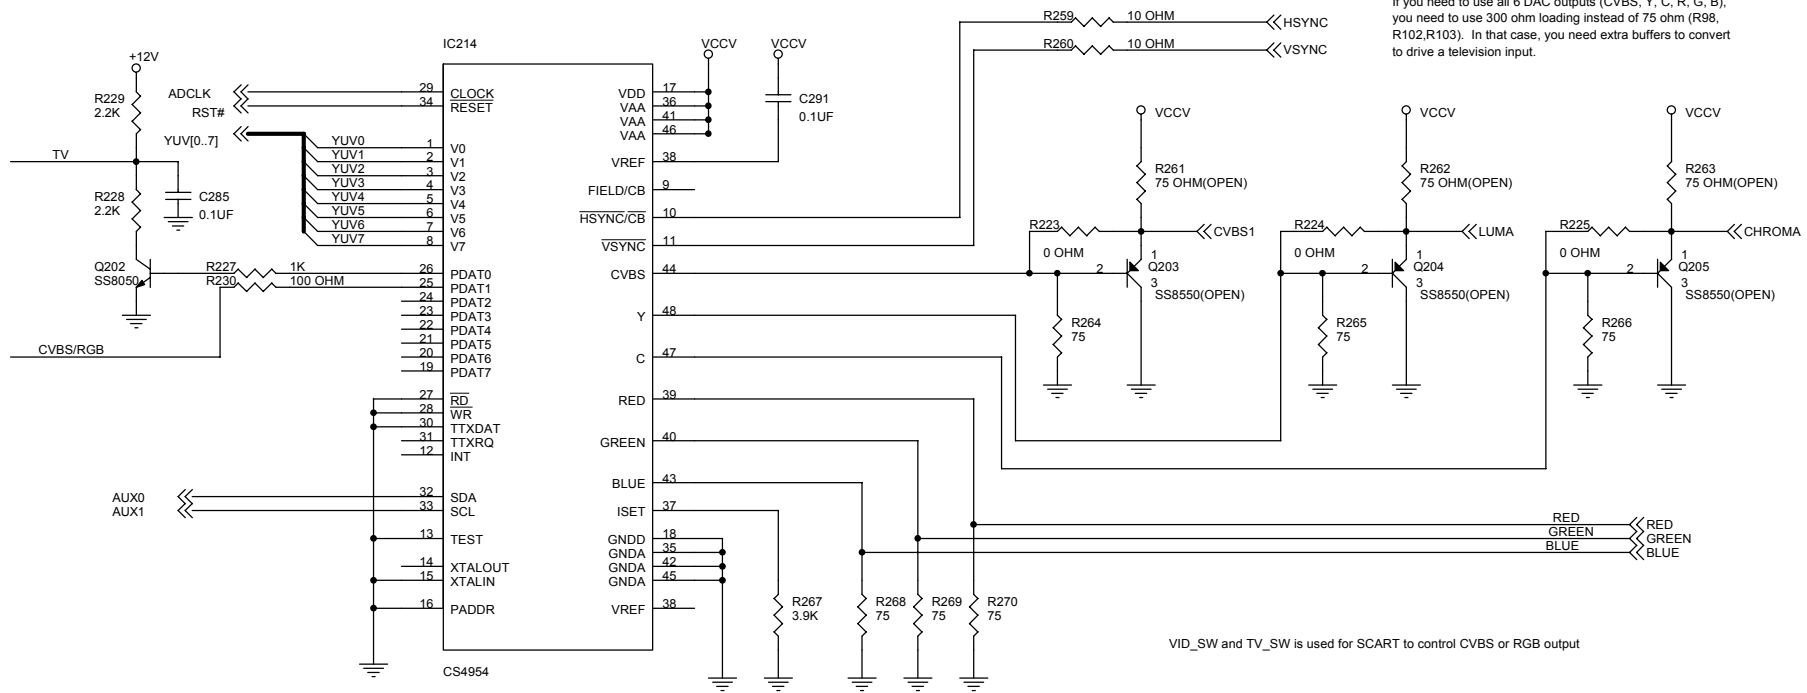 If you need to use all 6 DAC outputs (CVBS, Y, C, R, G, B),
you need to use 300 ohm loading instead of 75 ohm (R98,
R102,R103). In that case, you need extra buffers to convert
to drive a television input.
R259 10 OHM HSYNC
R260 10 OHM VSYNC
IC214
VCCV
VCCV
+12V
R229
2.2K
ADCLK
RST#
YUV[0..7]
TV
R228
2.2K
C285
0.1UF
Q202
SS8050
R227 1K
R230 100 OHM
CVBS/RGB
AUX0
AUX1
YUV0
YUV1
YUV2
YUV3
YUV4
YUV5
YUV6
YUV7
29 CLOCK
34 RESET
1 V0
2 V1
3 V2
4 V3
5 V4
6 V5
7 V6
8 V7
26 PDAT0
25 PDAT1
24 PDAT2
23 PDAT3
22 PDAT4
21 PDAT5
20 PDAT6
19 PDAT7
27 RD
28 WR
30 TTXDAT
31 TTXRQ
12 INT
32 SDA
33 SCL
13 TEST
14 XTALOUT
15 XTALIN
16 PADDR
VDD 17
VAA 36
VAA 41
VAA 46
VREF 38
FIELD/CB 9
HSYNC/CB 10
VSYNC 11
CVBS 44
Y 48
C 47
RED 39
GREEN 40
BLUE 43
ISET 37
GNDD 18
GNDA 35
GNDA 42
GNDA 45
VREF 38
CS4954
C291
0.1UF
VCCV
R261
75 OHM(OPEN)
R223
0 OHM
CVBS1
2
1
Q203
3
SS8550(OPEN)
R264
75
VCCV
R262
75 OHM(OPEN)
R224
0 OHM
LUMA
2
1
Q204
3
SS8550(OPEN)
R265
75
VCCV
R263
75 OHM(OPEN)
R225
0 OHM
CHROMA
2
1
Q205
3
SS8550(OPEN)
R266
75
RED RED
GREEN GREEN
BLUE BLUE
R267
3.9K
R268
75
R269
75
R270
75
VID_SW and TV_SW is used for SCART to control CVBS or RGB output